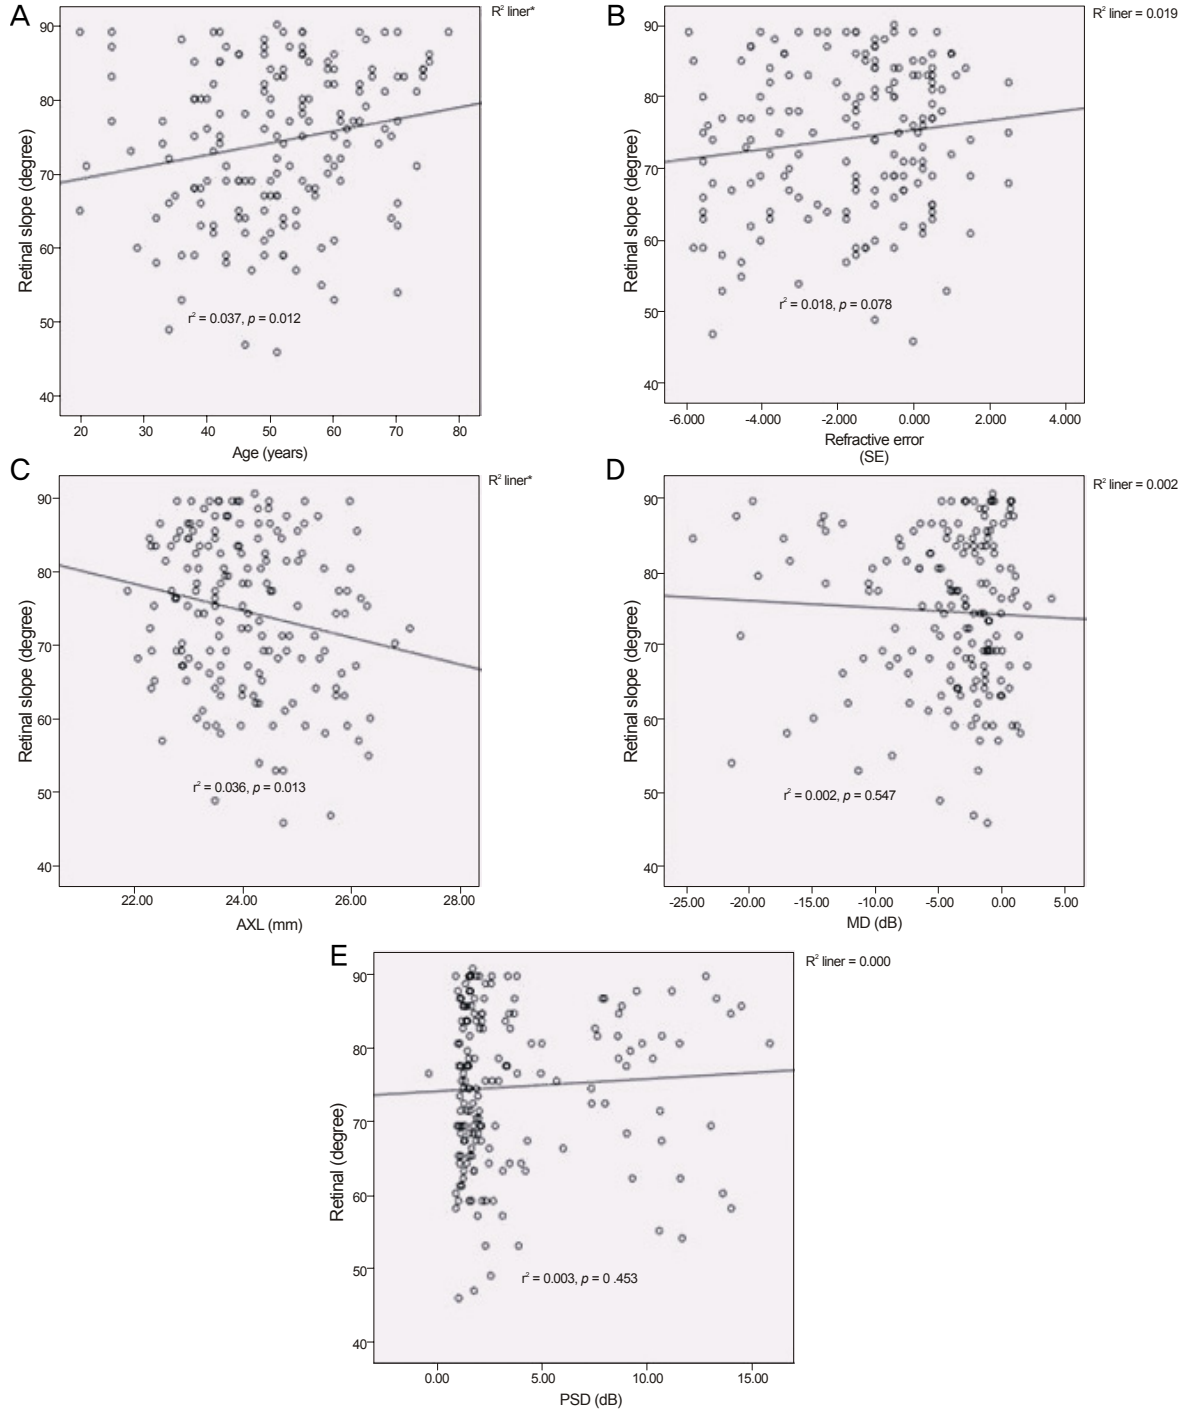 A
R² liner*
90
80
70
60
50
40
Retinal slope (degree)
r² = 0.037, p = 0.012
20 30 40 50 60 70 80
Age (years)
B
R² liner = 0.019
90
80
70
60
50
40
Retinal slope (degree)
r² = 0.018, p = 0.078
-6.000 -4.000 -2.000 0.000 2.000 4.000
Refractive error
(SE)
C
R² liner*
90
80
70
60
50
40
Retinal slope (degree)
r² = 0.036, p = 0.013
22.00 24.00 26.00 28.00
AXL (mm)
D
R² liner = 0.002
90
80
70
60
50
40
Retinal slope (degree)
r² = 0.002, p = 0.547
-25.00 -20.00 -15.00 -10.00 -5.00 0.00 5.00
MD (dB)
E
R² liner = 0.000
90
80
70
60
50
40
Retinal (degree)
r² = 0.003, p = 0 .453
0.00 5.00 10.00 15.00
PSD (dB)